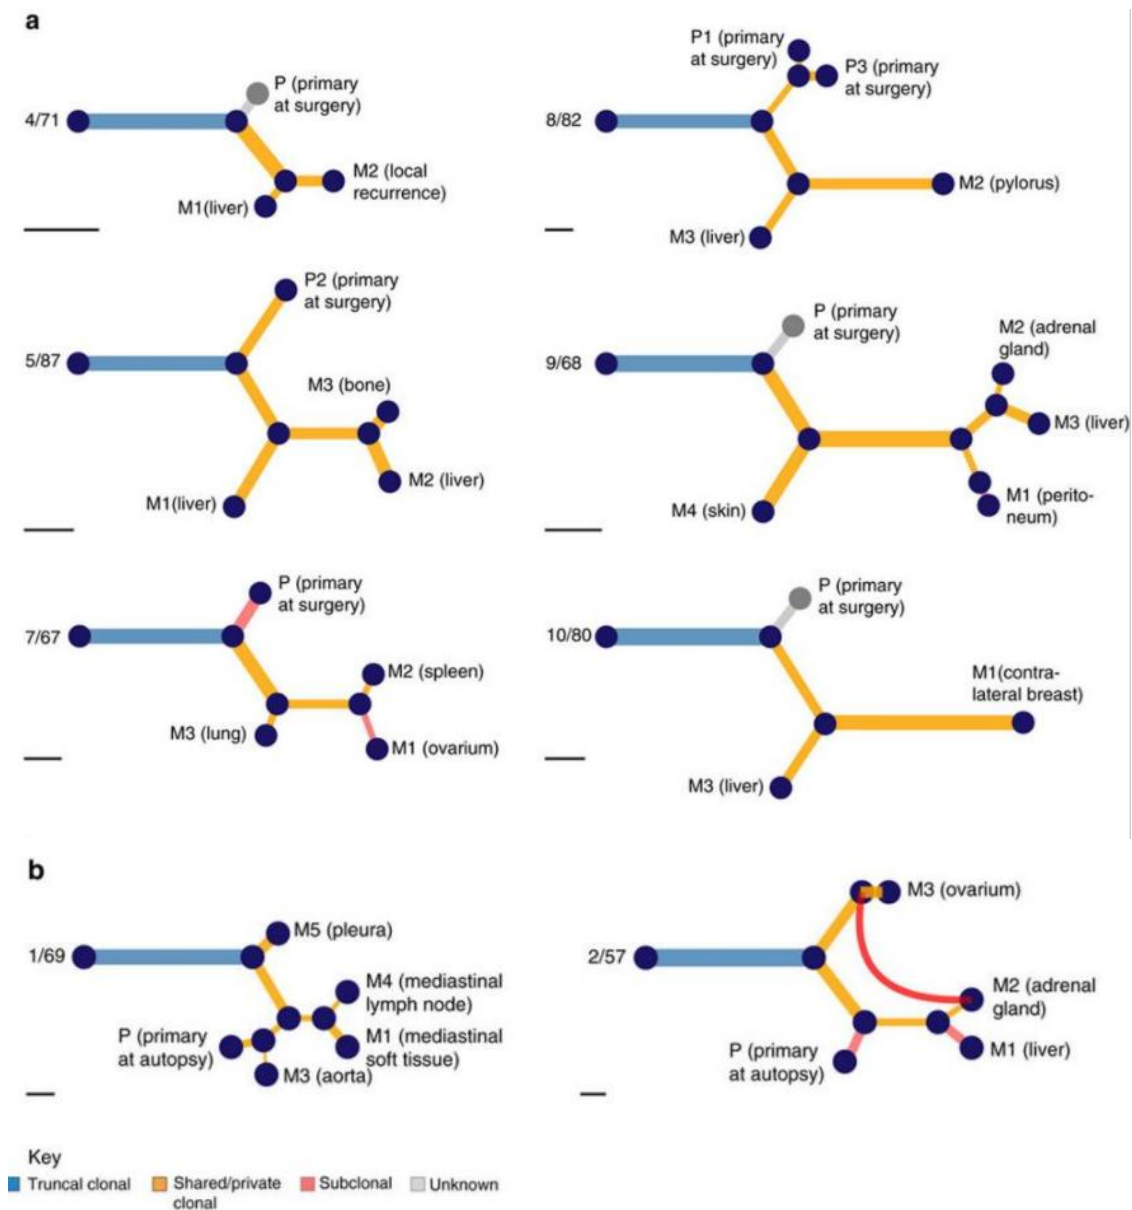 a
4/71
P (primary
at surgery)
M2 (local
recurrence)
M1(liver)
8/82
P1 (primary
at surgery)
P3 (primary
at surgery)
M2 (pylorus)
M3 (liver)
5/87
P2 (primary
at surgery)
M3 (bone)
M2 (liver)
M1(liver)
9/68
P (primary
at surgery)
M2 (adrenal
gland)
M3 (liver)
M1 (perito-
neum)
M4 (skin)
7/67
P (primary
at surgery)
M2 (spleen)
M3 (lung)
M1 (ovarium)
10/80
P (primary
at surgery)
M1(contra-
lateral breast)
M3 (liver)
b
1/69
M5 (pleura)
M4 (mediastinal
lymph node)
P (primary
at autopsy)
M1 (mediastinal
soft tissue)
M3 (aorta)
2/57
M3 (ovarium)
M2 (adrenal
gland)
P (primary
at autopsy)
M1 (liver)
Key
Truncal clonal
Shared/private
clonal
Subclonal
Unknown